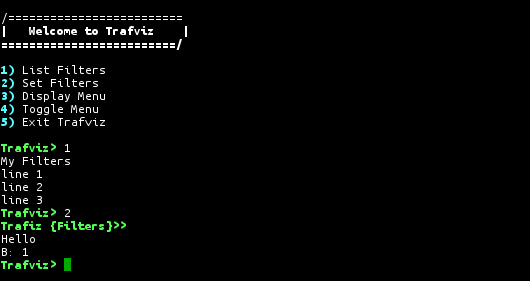 /==========================
|   Welcome to Trafviz    |
=========================/
1) List Filters
2) Set Filters
3) Display Menu
4) Toggle Menu
5) Exit Trafviz
Trafviz> 1
My Filters
line 1
line 2
line 3
Trafviz> 2
Trafiz {Filters}>>
Hello
B: 1
Trafviz>